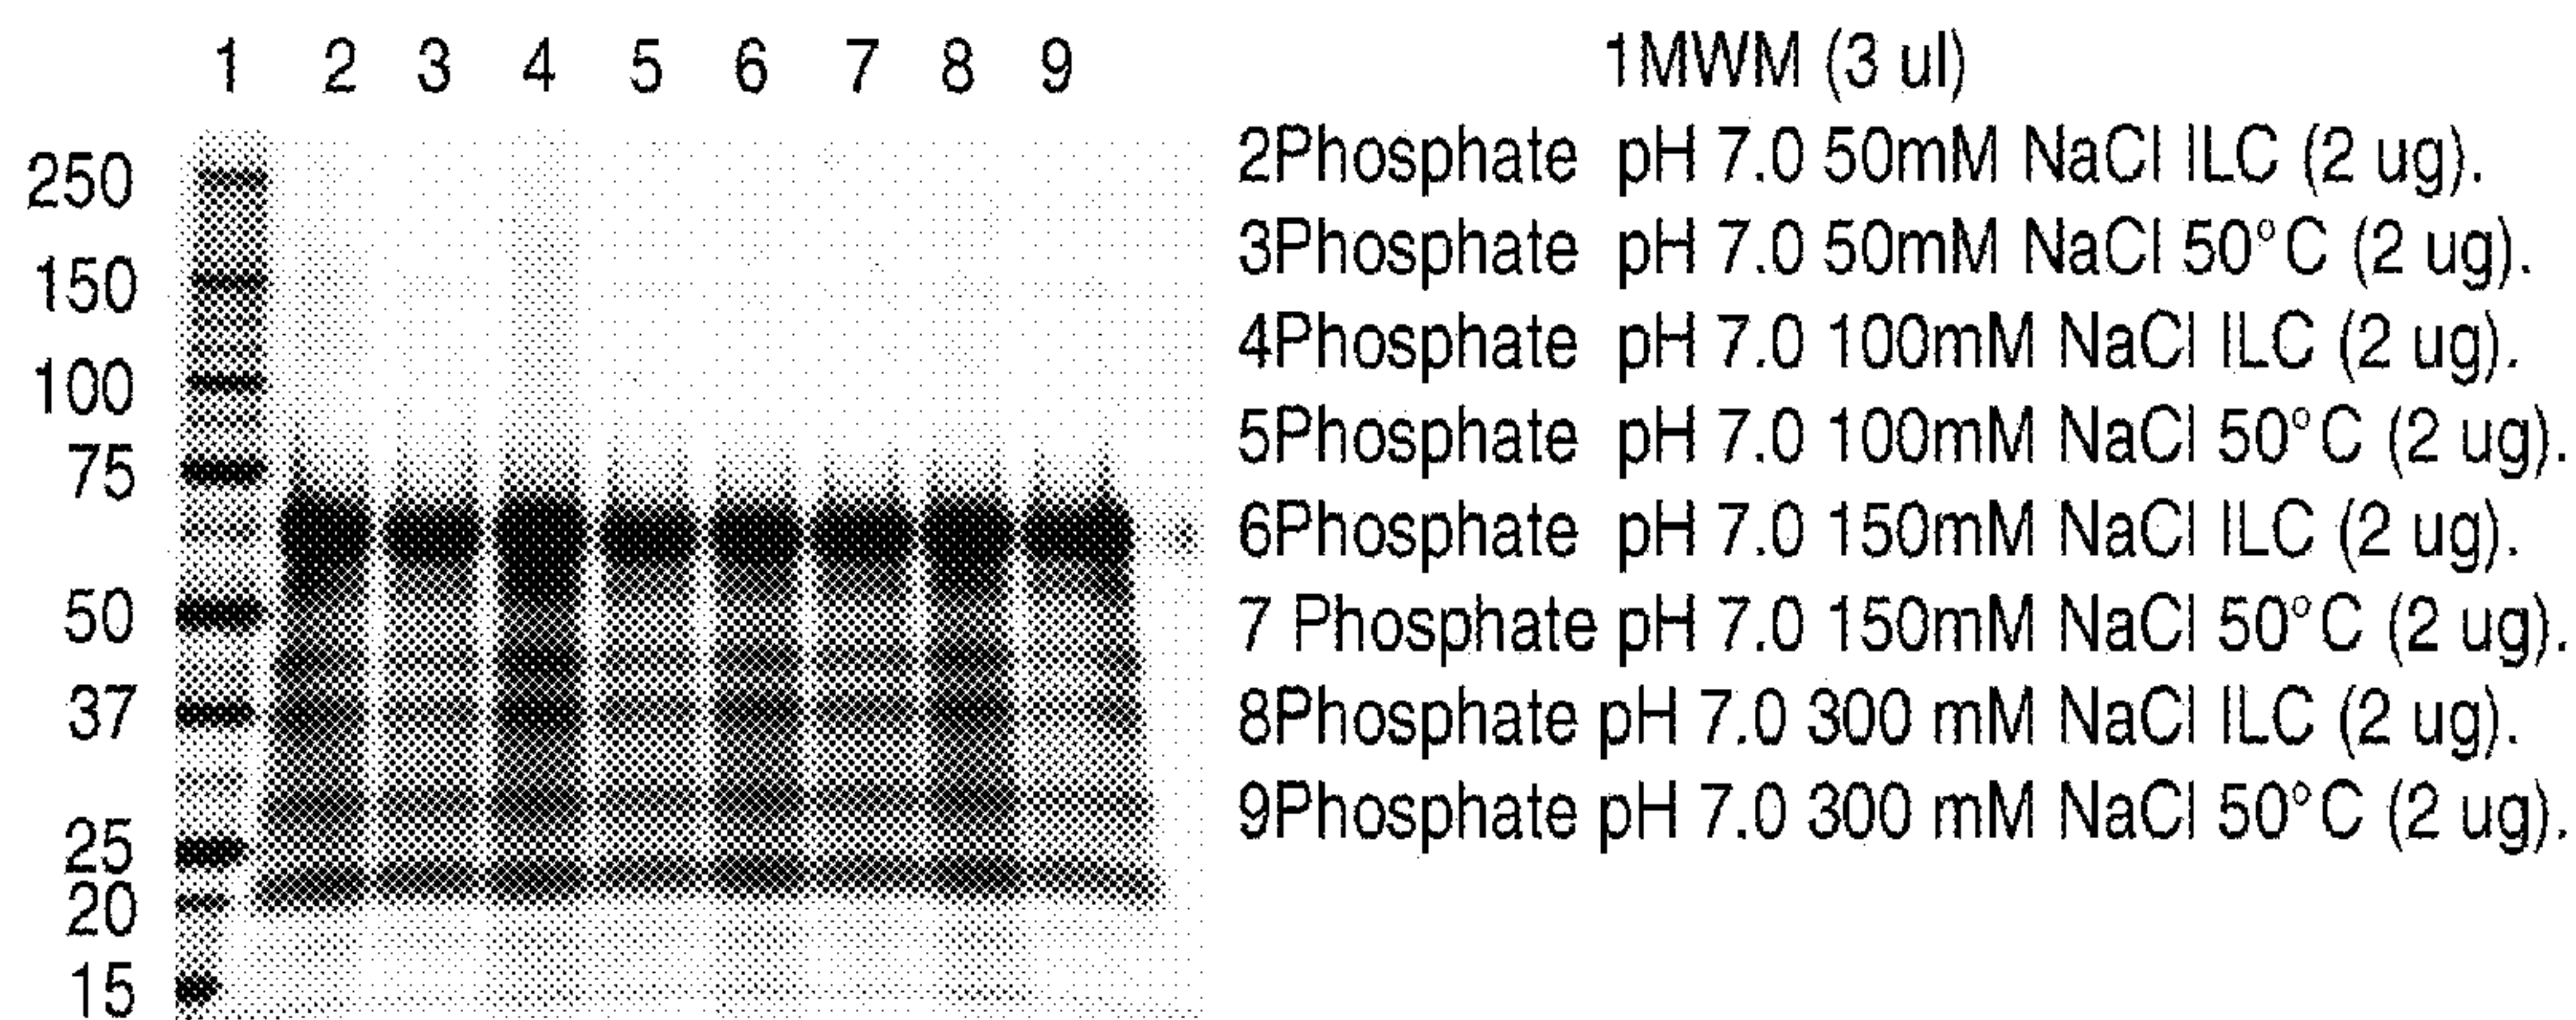 1 2 3 4 5 6 7 8 9
250
150
100
75
50
37
25
20
15
1MWM (3 ul)
2Phosphate pH 7.0 50mM NaCl ILC (2 ug).
3Phosphate pH 7.0 50mM NaCl 50°C (2 ug).
4Phosphate pH 7.0 100mM NaCl ILC (2 ug).
5Phosphate pH 7.0 100mM NaCl 50°C (2 ug).
6Phosphate pH 7.0 150mM NaCl ILC (2 ug).
7 Phosphate pH 7.0 150mM NaCl 50°C (2 ug).
8Phosphate pH 7.0 300 mM NaCl ILC (2 ug).
9Phosphate pH 7.0 300 mM NaCl 50°C (2 ug).